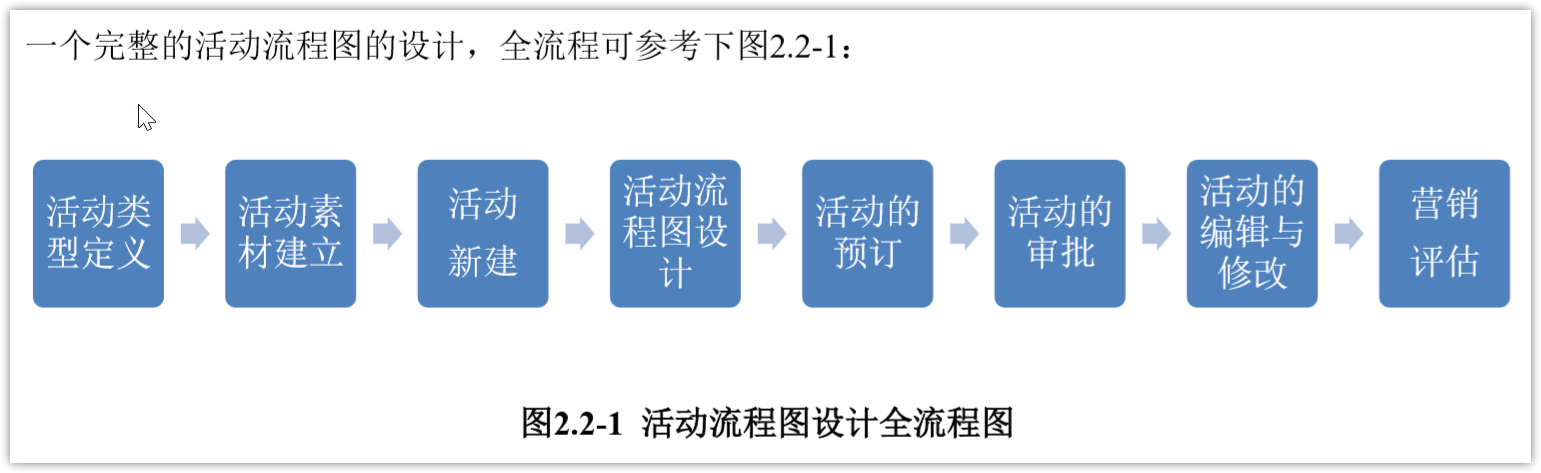 一个完整的活动流程图的设计，全流程可参考下图2.2-1：
活动类
型定义
活动素
材建立
活动
新建
活动流
程图设
计
活动的
预订
活动的
审批
活动的
编辑与
修改
营销
评估
图2.2-1 活动流程图设计全流程图